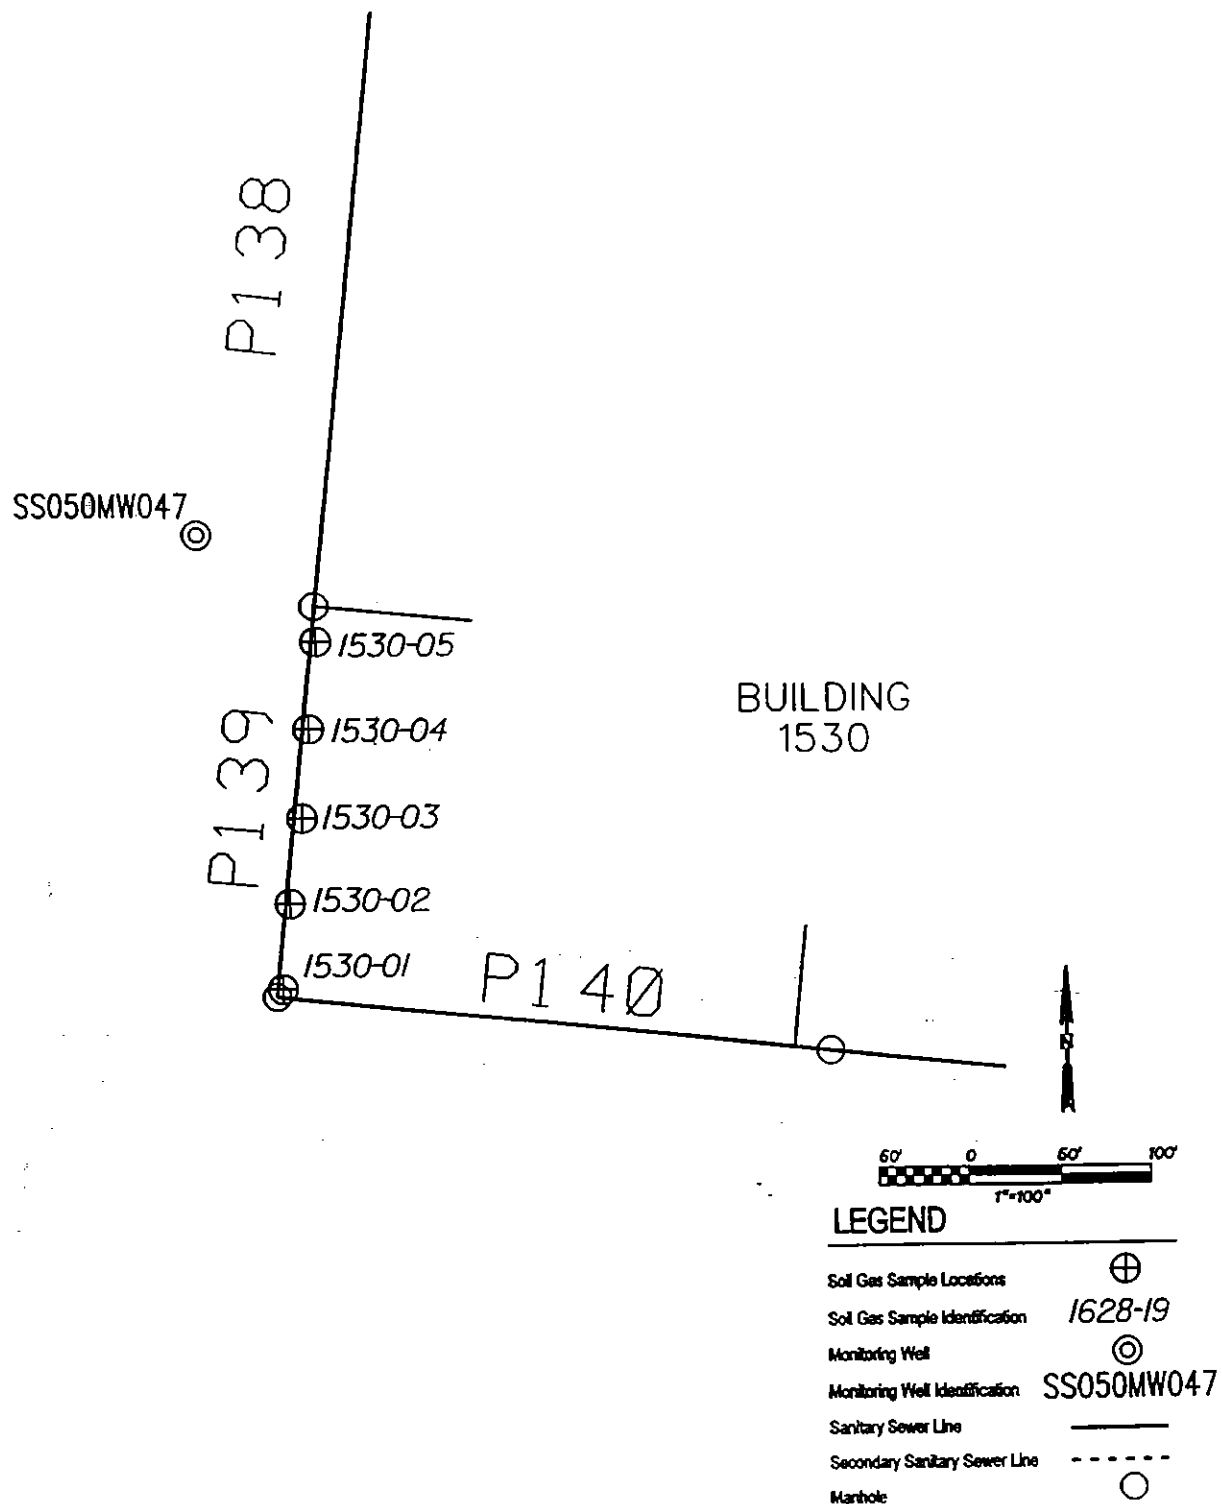 P138
SS050MW047
1530-05
BUILDING
1530
1530-04
P139
1530-03
1530-02
1530-01
P140
N
60' 0 60' 100'
1"=100"
LEGEND
Soil Gas Sample Locations
Soil Gas Sample Identification 1628-19
Monitoring Well
Monitoring Well Identification SS050MW047
Sanitary Sewer Line
Secondary Sanitary Sewer Line
Manhole